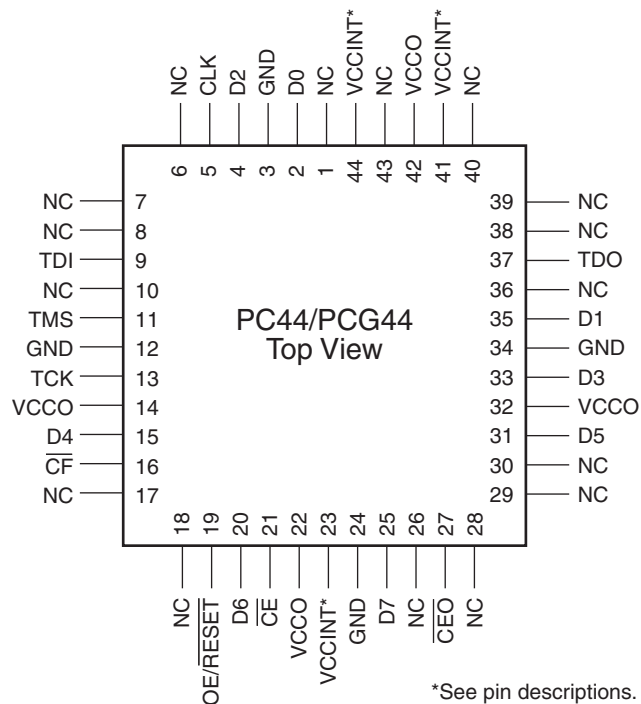 NC CLK D2 GND D0 NC VCCINT* NC VCCO VCCINT* NC
6 5 4 3 2 1 44 43 42 41 40
NC 7
NC 8
TDI 9
NC 10
TMS 11
GND 12
TCK 13
VCCO 14
D4 15
CF 16
NC 17
PC44/PCG44
Top View
39 NC
38 NC
37 TDO
36 NC
35 D1
34 GND
33 D3
32 VCCO
31 D5
30 NC
29 NC
18 19 20 21 22 23 24 25 26 27 28
NC OE/RESET D6 CE VCCO VCCINT* GND D7 NC CEO NC
*See pin descriptions.